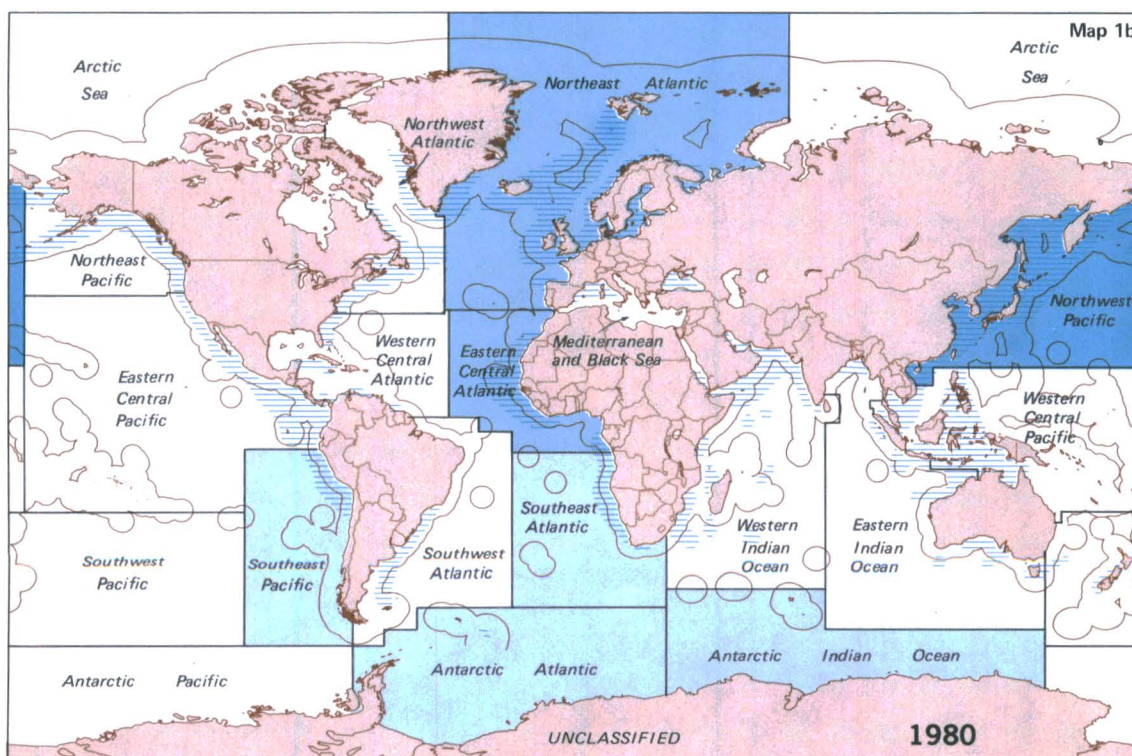 Map 1b
Arctic
Sea
Northeast Atlantic
Arctic
Sea
Northwest
Atlantic
Northeast
Pacific
Northwest
Pacific
Mediterranean
and Black Sea
Western
Central
Atlantic
Eastern
Central
Atlantic
Eastern
Central
Pacific
Western
Central
Pacific
Southeast
Atlantic
Western
Indian
Ocean
Eastern
Indian
Ocean
Southwest
Pacific
Southeast
Pacific
Southwest
Atlantic
Antarctic Pacific
Antarctic Atlantic
Antarctic Indian Ocean
UNCLASSIFIED
1980